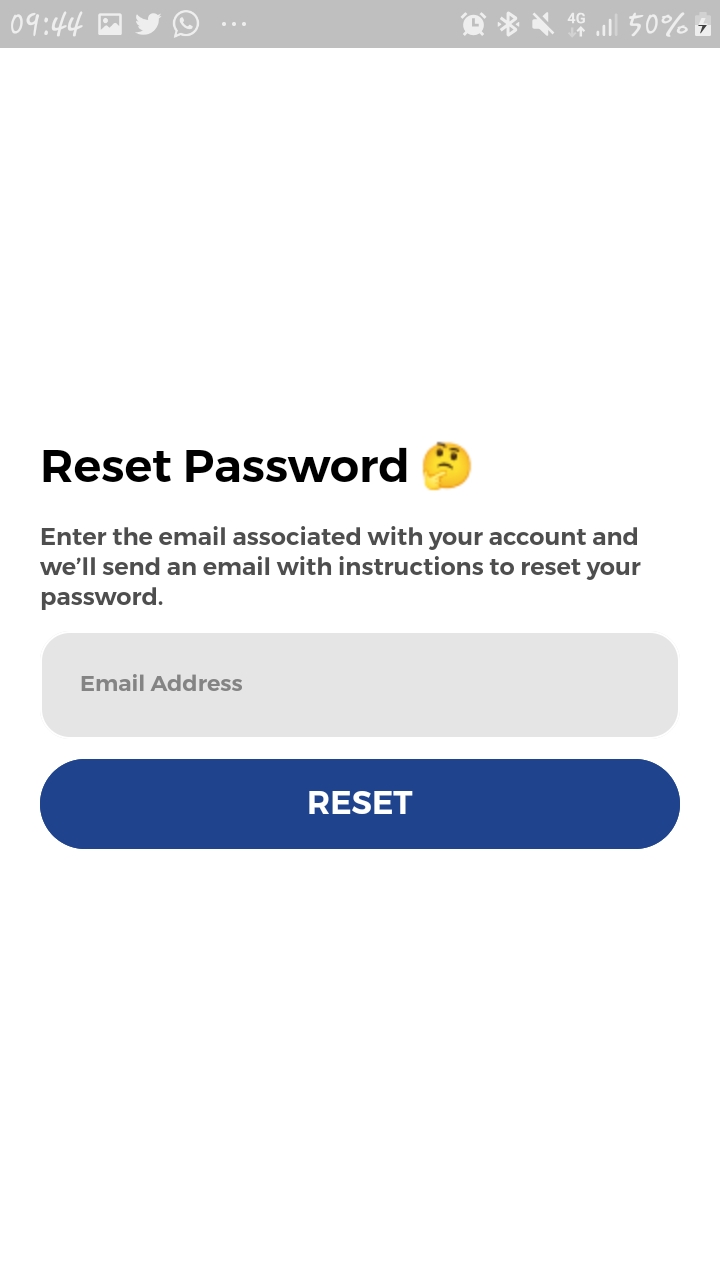 09:44 4G 50%
Reset Password 🤔
Enter the email associated with your account and
we’ll send an email with instructions to reset your
password.
Email Address
RESET